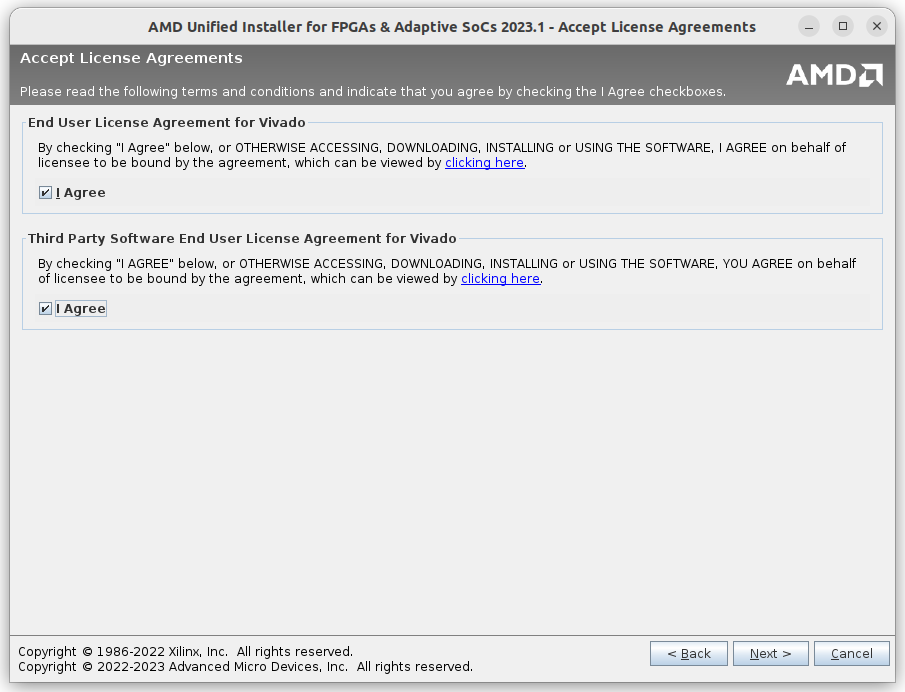 AMD Unified Installer for FPGAs & Adaptive SoCs 2023.1 - Accept License Agreements
Accept License Agreements
Please read the following terms and conditions and indicate that you agree by checking the I Agree checkboxes.
AMD
End User License Agreement for Vivado
By checking "I Agree" below, or OTHERWISE ACCESSING, DOWNLOADING, INSTALLING or USING THE SOFTWARE, I AGREE on behalf of
licensee to be bound by the agreement, which can be viewed by clicking here.
I Agree
Third Party Software End User License Agreement for Vivado
By checking "I AGREE" below, or OTHERWISE ACCESSING, DOWNLOADING, INSTALLING or USING THE SOFTWARE, YOU AGREE on behalf
of licensee to be bound by the agreement, which can be viewed by clicking here.
I Agree
Copyright © 1986-2022 Xilinx, Inc. All rights reserved.
Copyright © 2022-2023 Advanced Micro Devices, Inc. All rights reserved.
< Back
Next >
Cancel